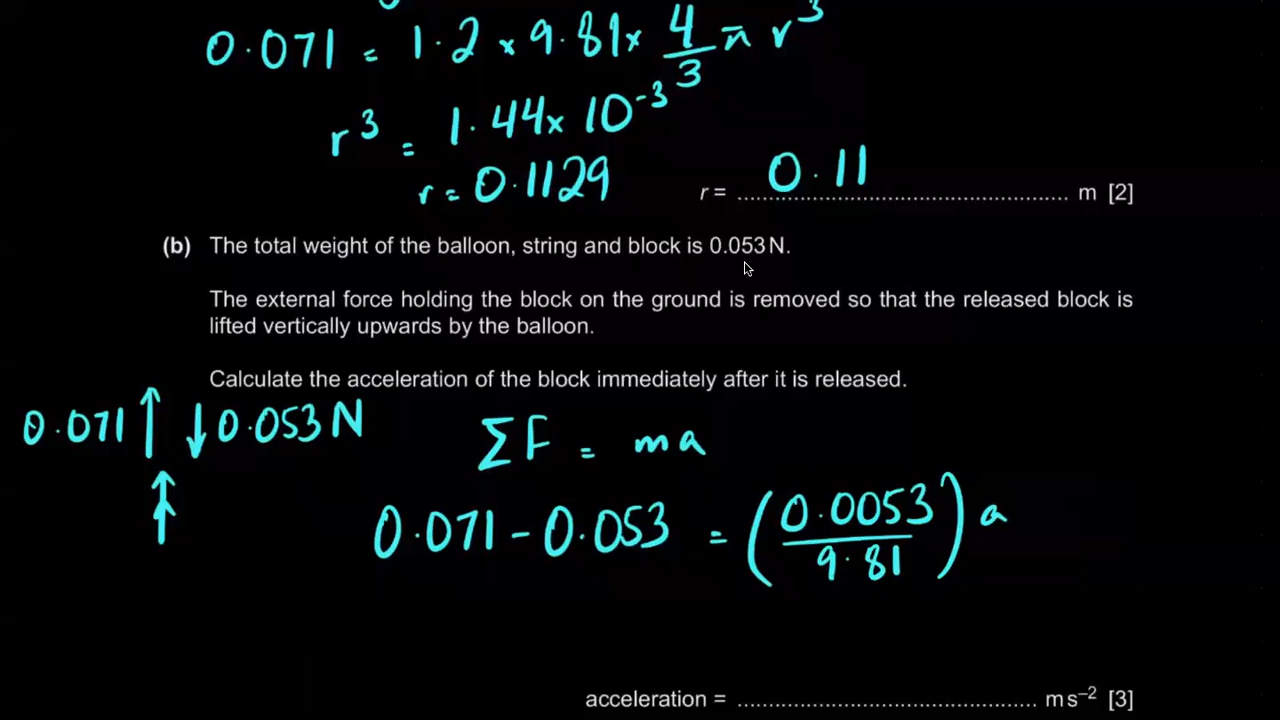 0.071 = 1.2 × 9.81 × 4/3 π r³
r³ = 1.44 × 10⁻³
r = 0.1129
r = 0.11 m [2]
(b) The total weight of the balloon, string and block is 0.053 N.
The external force holding the block on the ground is removed so that the released block is
lifted vertically upwards by the balloon.
Calculate the acceleration of the block immediately after it is released.
0.071 ↑ ↓ 0.053 N
ΣF = ma
0.071 - 0.053 = (0.0053/9.81) a
acceleration = ................................................ m s⁻² [3]